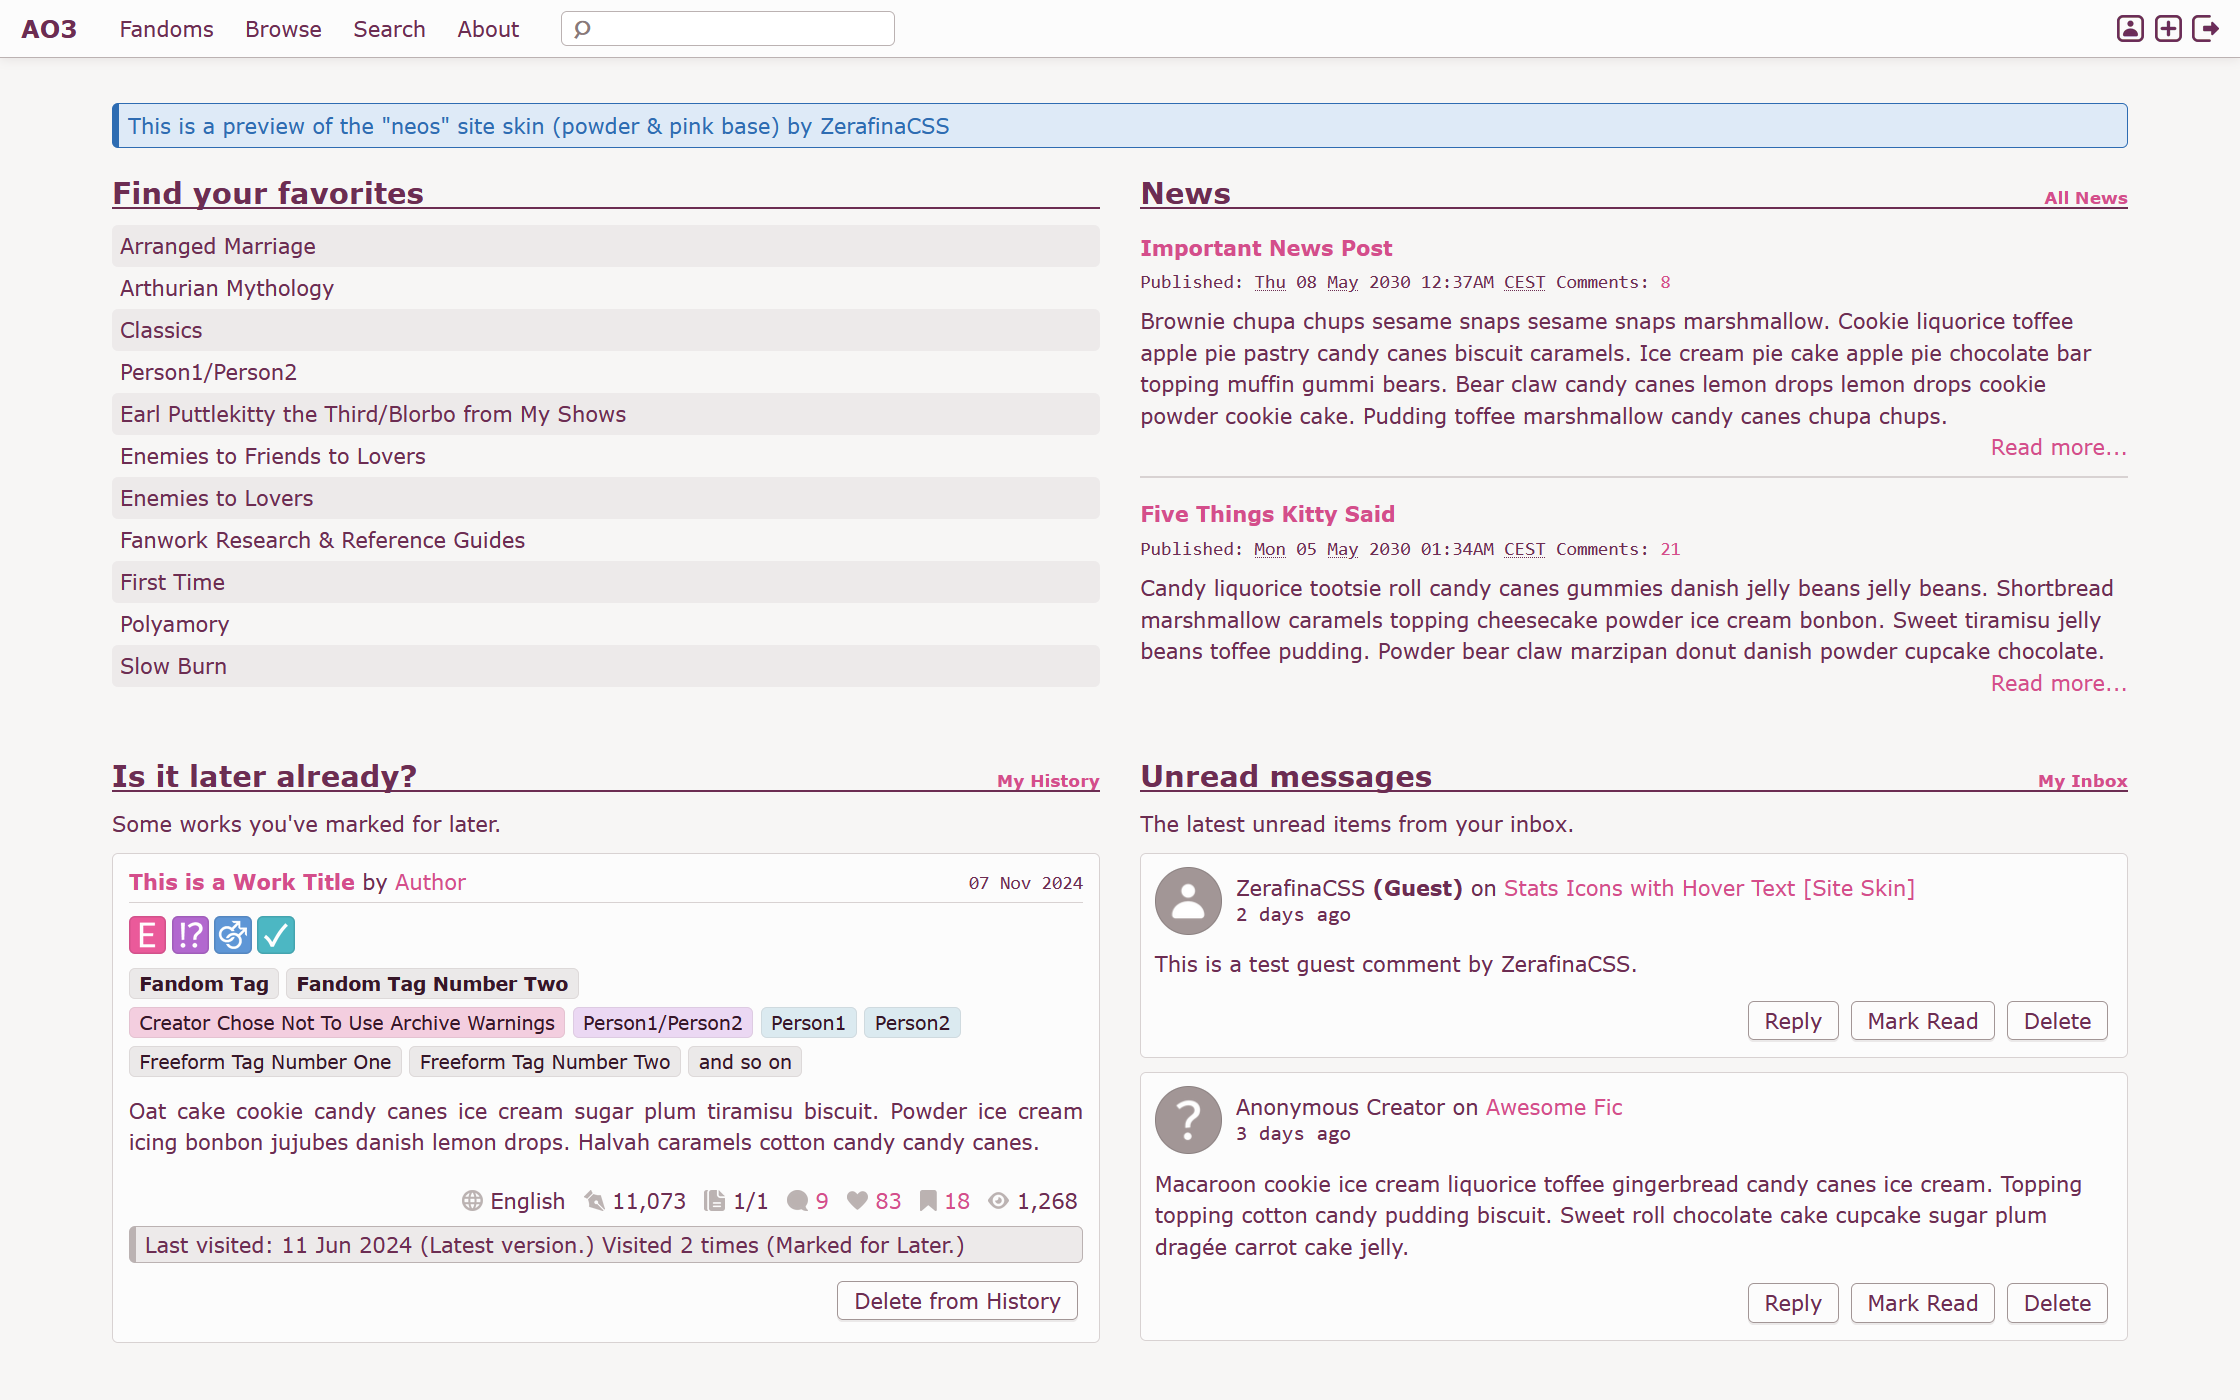 AO3 Fandoms Browse Search About
This is a preview of the "neos" site skin (powder & pink base) by ZerafinaCSS
Find your favorites
Arranged Marriage
Arthurian Mythology
Classics
Person1/Person2
Earl Puttlekitty the Third/Blorbo from My Shows
Enemies to Friends to Lovers
Enemies to Lovers
Fanwork Research & Reference Guides
First Time
Polyamory
Slow Burn
News All News
Important News Post
Published: Thu 08 May 2030 12:37AM CEST Comments: 8
Brownie chupa chups sesame snaps sesame snaps marshmallow. Cookie liquorice toffee
apple pie pastry candy canes biscuit caramels. Ice cream pie cake apple pie chocolate bar
topping muffin gummi bears. Bear claw candy canes lemon drops lemon drops cookie
powder cookie cake. Pudding toffee marshmallow candy canes chupa chups.
Read more...
Five Things Kitty Said
Published: Mon 05 May 2030 01:34AM CEST Comments: 21
Candy liquorice tootsie roll candy canes gummies danish jelly beans jelly beans. Shortbread
marshmallow caramels topping cheesecake powder ice cream bonbon. Sweet tiramisu jelly
beans toffee pudding. Powder bear claw marzipan donut danish powder cupcake chocolate.
Read more...
Is it later already? My History
Some works you've marked for later.
This is a Work Title by Author 07 Nov 2024
E !? ⚣ ✓
Fandom Tag Fandom Tag Number Two
Creator Chose Not To Use Archive Warnings Person1/Person2 Person1 Person2
Freeform Tag Number One Freeform Tag Number Two and so on
Oat cake cookie candy canes ice cream sugar plum tiramisu biscuit. Powder ice cream
icing bonbon jujubes danish lemon drops. Halvah caramels cotton candy candy canes.
English 11,073 1/1 9 83 18 1,268
Last visited: 11 Jun 2024 (Latest version.) Visited 2 times (Marked for Later.)
Delete from History
Unread messages My Inbox
The latest unread items from your inbox.
ZerafinaCSS (Guest) on Stats Icons with Hover Text [Site Skin]
2 days ago
This is a test guest comment by ZerafinaCSS.
Reply Mark Read Delete
?
Anonymous Creator on Awesome Fic
3 days ago
Macaroon cookie ice cream liquorice toffee gingerbread candy canes ice cream. Topping
topping cotton candy pudding biscuit. Sweet roll chocolate cake cupcake sugar plum
dragée carrot cake jelly.
Reply Mark Read Delete